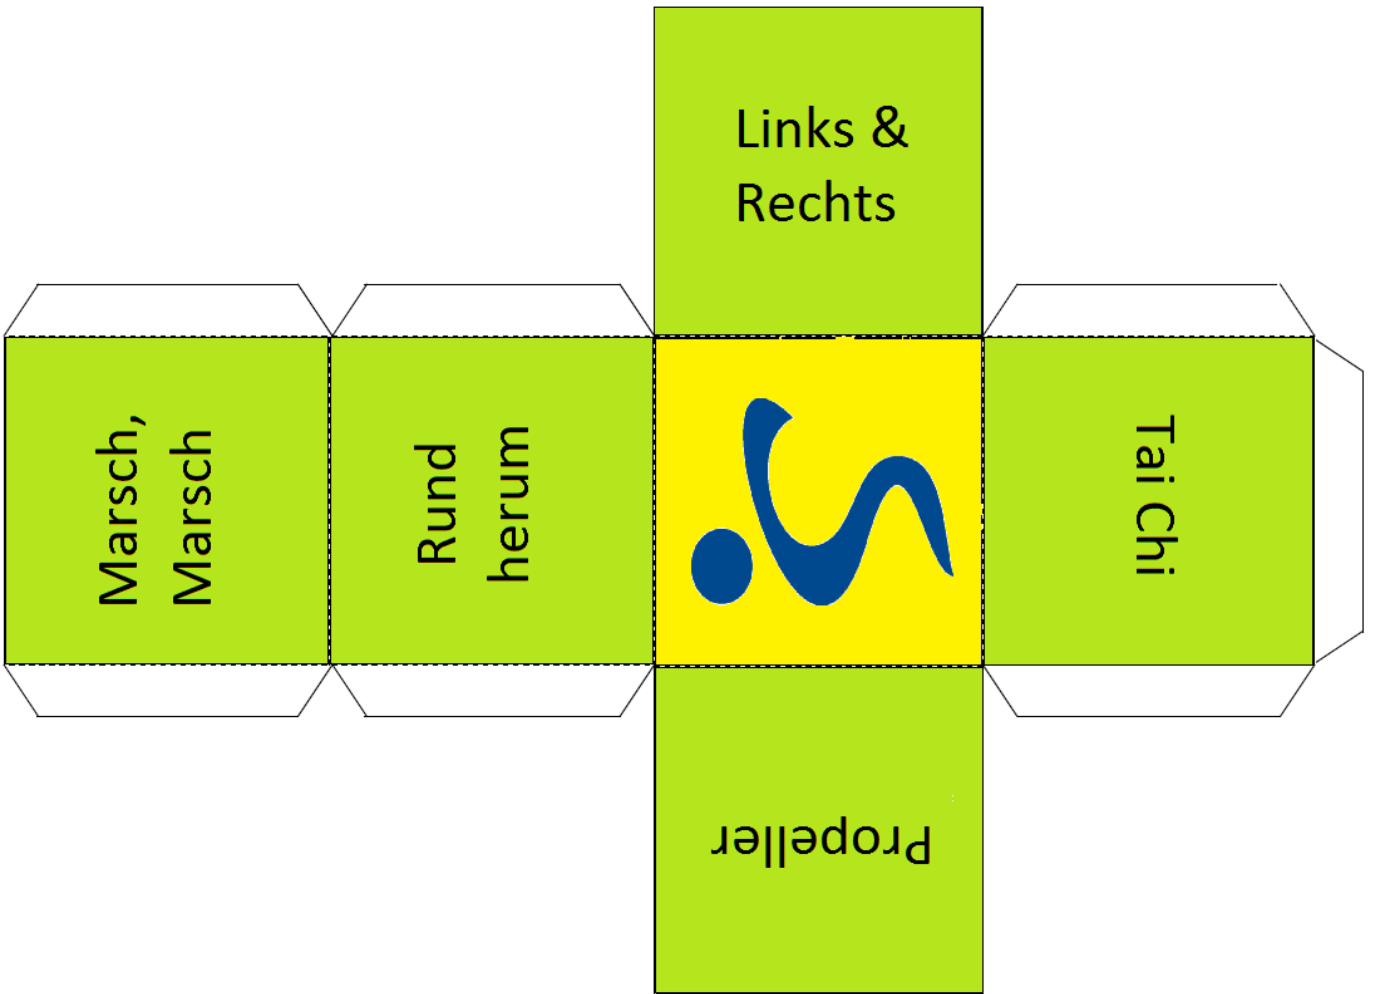 Links &
Rechts
Marsch,
Marsch
Rund
herum
Tai Chi
Propeller